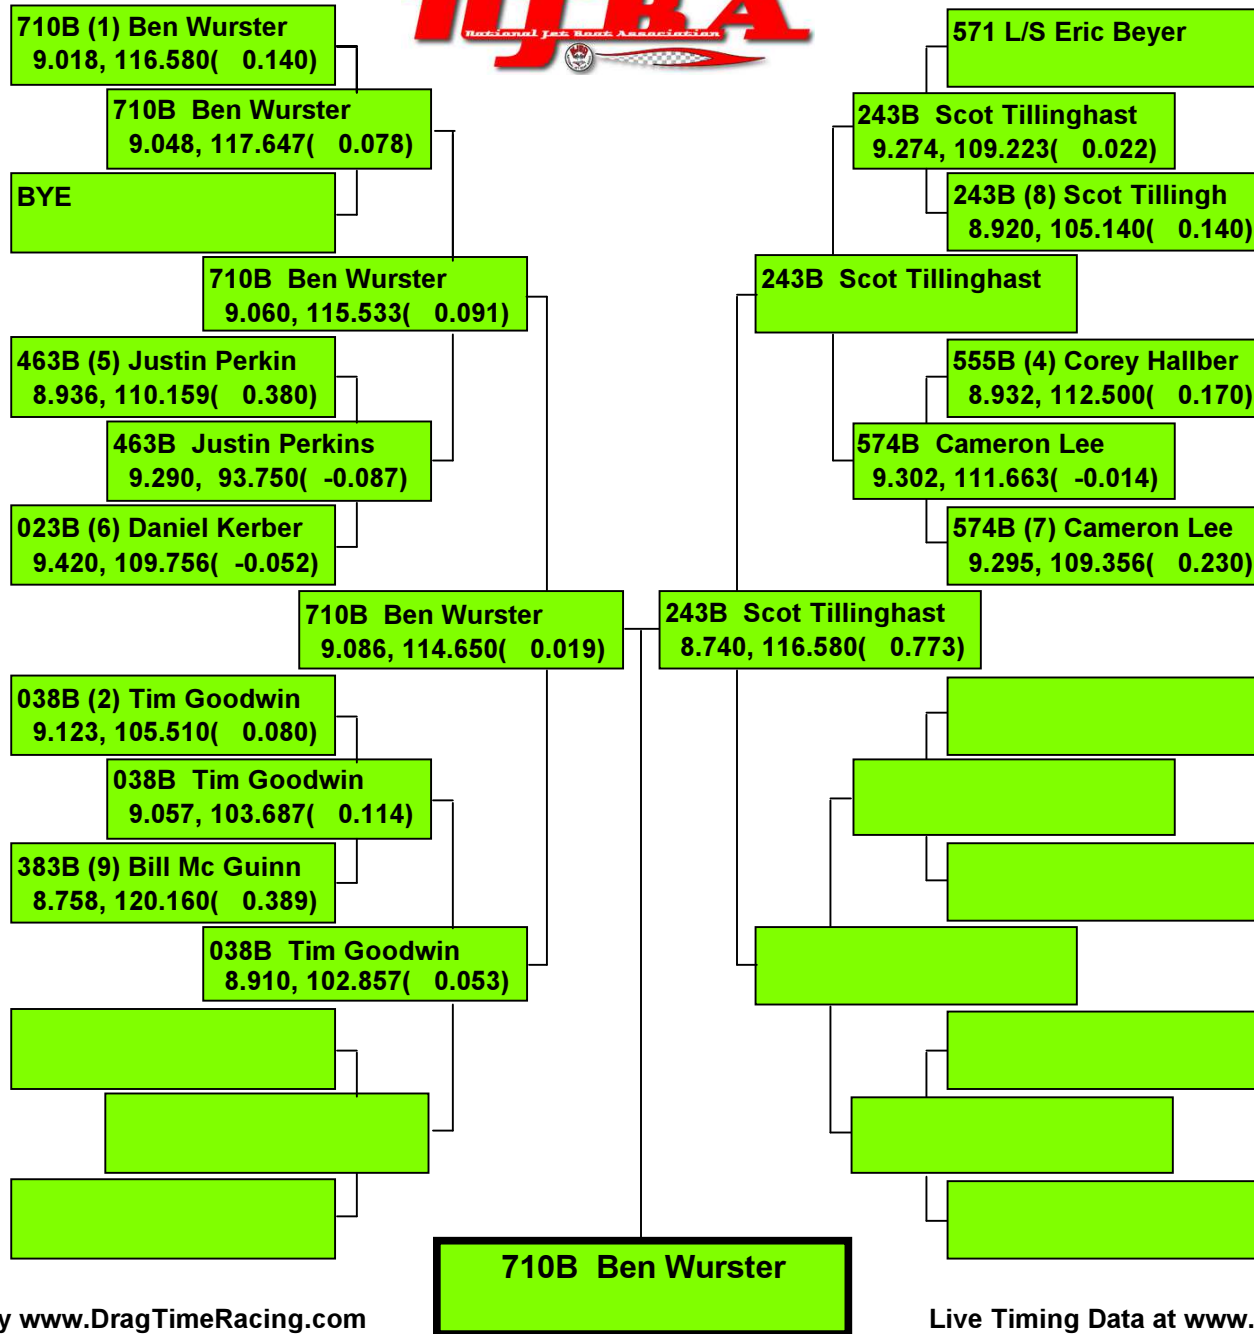 NJBA
National Jet Boat Association
710B (1) Ben Wurster
9.018, 116.580( 0.140)
710B Ben Wurster
9.048, 117.647( 0.078)
BYE
710B Ben Wurster
9.060, 115.533( 0.091)
463B (5) Justin Perkin
8.936, 110.159( 0.380)
463B Justin Perkins
9.290, 93.750( -0.087)
023B (6) Daniel Kerber
9.420, 109.756( -0.052)
710B Ben Wurster
9.086, 114.650( 0.019)
038B (2) Tim Goodwin
9.123, 105.510( 0.080)
038B Tim Goodwin
9.057, 103.687( 0.114)
383B (9) Bill Mc Guinn
8.758, 120.160( 0.389)
038B Tim Goodwin
8.910, 102.857( 0.053)
571 L/S Eric Beyer
243B Scot Tillinghast
9.274, 109.223( 0.022)
243B (8) Scot Tillingh
8.920, 105.140( 0.140)
243B Scot Tillinghast
555B (4) Corey Hallber
8.932, 112.500( 0.170)
574B Cameron Lee
9.302, 111.663( -0.014)
574B (7) Cameron Lee
9.295, 109.356( 0.230)
243B Scot Tillinghast
8.740, 116.580( 0.773)
710B Ben Wurster
y www.DragTimeRacing.com
Live Timing Data at www.